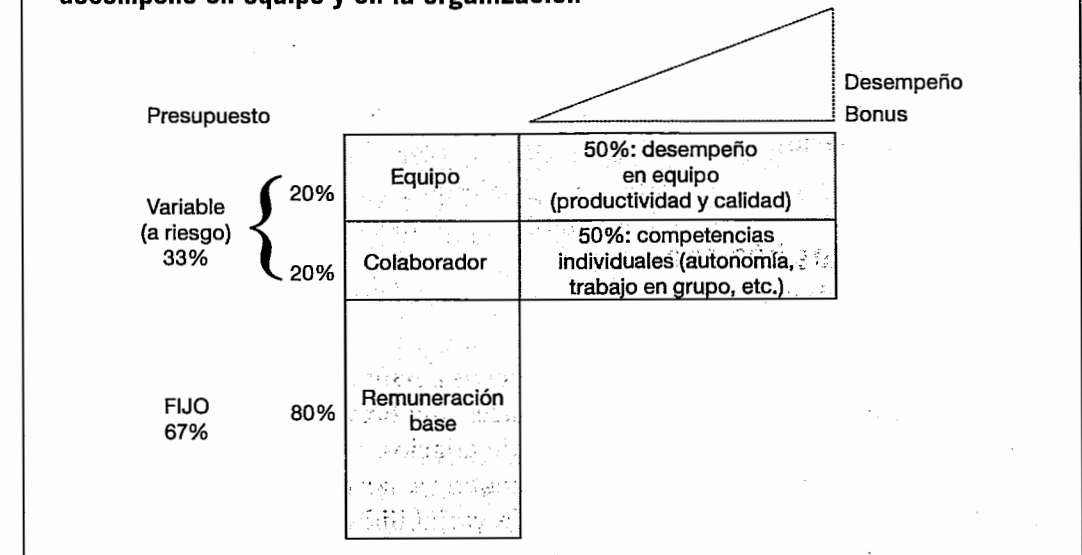 desempeño en equipo y en la organización
Desempeño
Bonus
Presupuesto
Variable
(a riesgo)
33%
20%
Equipo
50%: desempeño
en equipo
(productividad y calidad)
20%
Colaborador
50%: competencias
individuales (autonomía,
trabajo en grupo, etc.)
FIJO
67%
80%
Remuneración
base